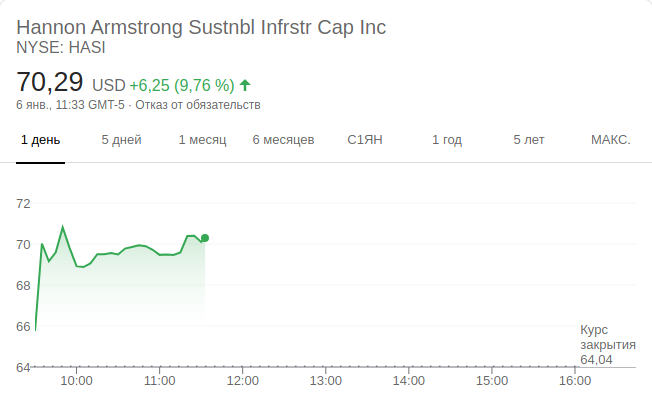 Hannon Armstrong Sustnbl Infrstr Cap Inc
NYSE: HASI
70,29 USD +6,25 (9,76 %)
6 янв., 11:33 GMT-5 · Отказ от обязательств
1 день 5 дней 1 месяц 6 месяцев С1ЯН 1 год 5 лет МАКС.
72
70
68
66
Курс
закрытия
64,04
64
10:00 11:00 12:00 13:00 14:00 15:00 16:00